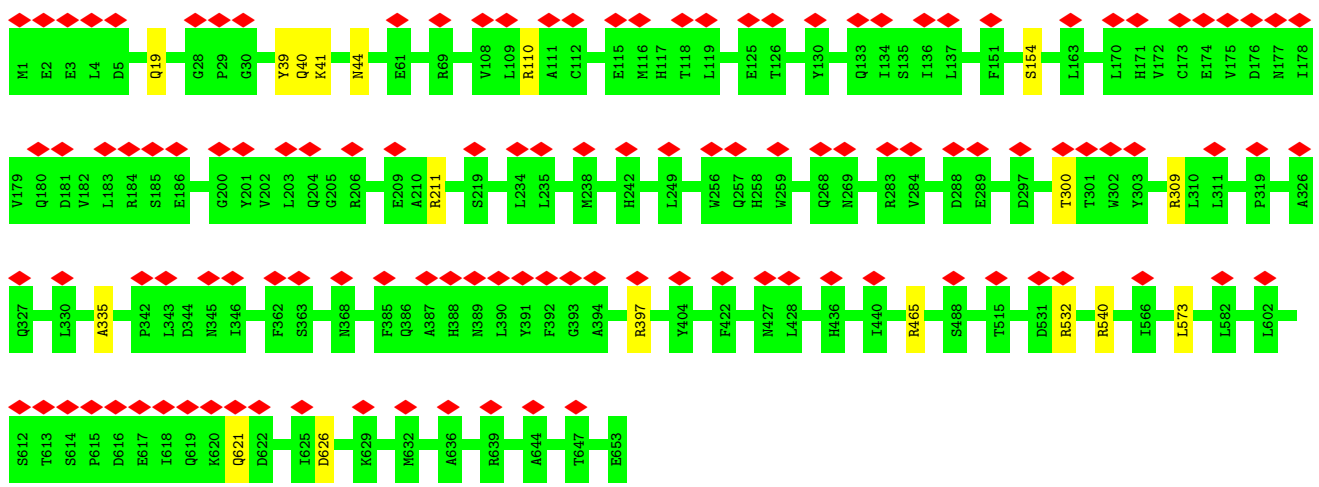 M1 E2 E3 L4 D5 Q19 G28 P29 G30 Y39 Q40 K41 N44 E61 R69 V108 L109 R110 A111 C112 E115 M116 H117 T118 L119 E125 T126 Y130 Q133 I134 S135 I136 L137 F151 S154 L163 L170 H171 V172 C173 E174 V175 D176 N177 I178
V179 Q180 D181 V182 L183 R184 S185 E186 G200 Y201 V202 L203 Q204 G205 R206 E209 A210 R211 S219 L234 L235 M238 H242 L249 W256 Q257 H258 W259 Q268 N269 R283 V284 D288 E289 D297 T300 T301 W302 Y303 R309 L310 L311 P319 A326
Q327 L330 A335 P342 L343 D344 N345 I346 F362 S363 N368 F385 Q386 A387 H388 N389 L390 Y391 F392 G393 A394 R397 Y404 F422 N427 L428 H436 I440 R465 S488 T515 D531 R532 R540 I566 L573 L582 L602
S612 T613 S614 P615 D616 E617 I618 Q619 K620 Q621 D622 I625 D626 K629 M632 A636 R639 A644 T647 E653